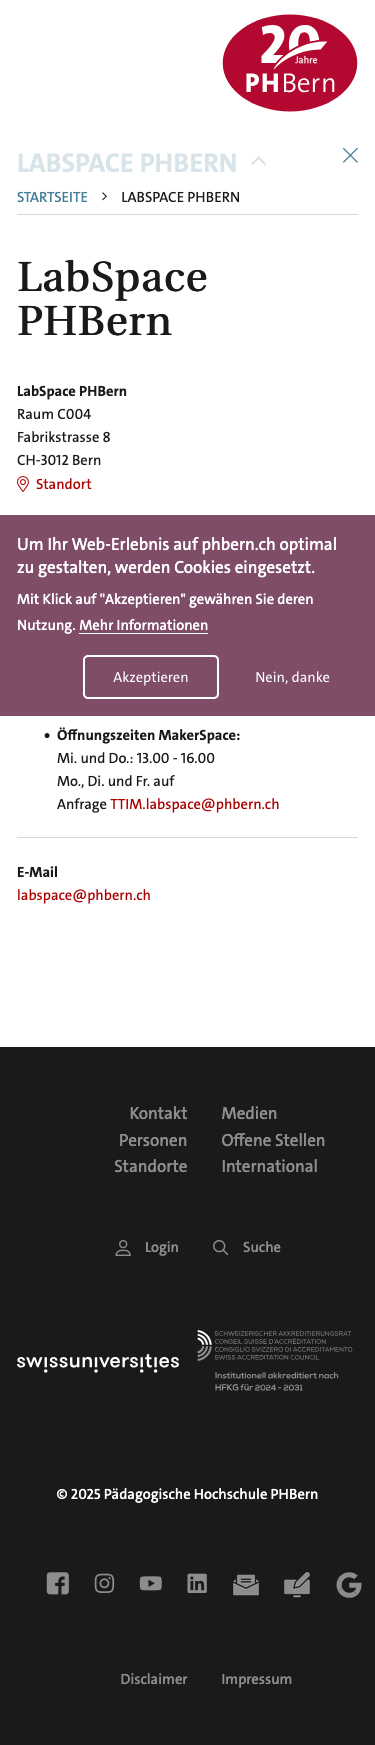 20
Jahre
PHBern
LABSPACE PHBERN
STARTSEITE > LABSPACE PHBERN
LabSpace
PHBern
LabSpace PHBern
Raum C004
Fabrikstrasse 8
CH-3012 Bern
Standort
Um Ihr Web-Erlebnis auf phbern.ch optimal
zu gestalten, werden Cookies eingesetzt.
Mit Klick auf "Akzeptieren" gewähren Sie deren
Nutzung. Mehr Informationen
Akzeptieren Nein, danke
• Öffnungszeiten MakerSpace:
Mi. und Do.: 13.00 - 16.00
Mo., Di. und Fr. auf
Anfrage TTIM.labspace@phbern.ch
E-Mail
labspace@phbern.ch
Kontakt Medien
Personen Offene Stellen
Standorte International
Login Suche
swissuniversities
SCHWEIZERISCHER AKKREDITIERUNGSRAT
CONSEIL SUISSE D'ACCRÉDITATION
CONSIGLIO SVIZZERO DI ACCREDITAMENTO
SWISS ACCREDITATION COUNCIL
Institutionell akkreditiert nach
HFKG für 2024 - 2031
© 2025 Pädagogische Hochschule PHBern
Disclaimer Impressum